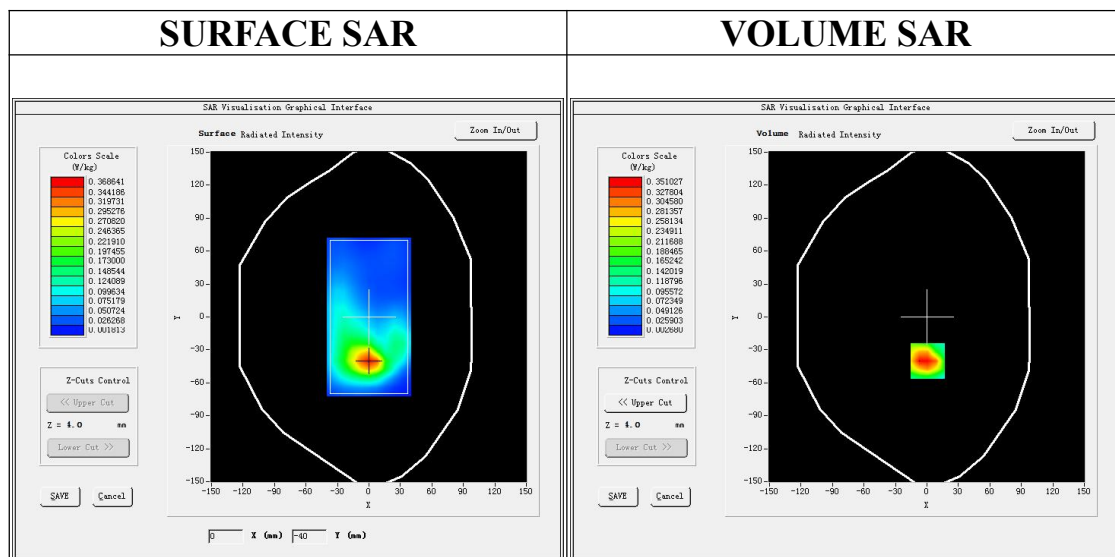 SURFACE SAR
VOLUME SAR
SAR Visualisation Graphical Interface
Surface Radiated Intensity
Zoom In/Out
Colors Scale
(W/kg)
0.368641
0.344186
0.319731
0.295276
0.270820
0.246365
0.221910
0.197455
0.173000
0.148544
0.124089
0.099634
0.075179
0.050724
0.026268
0.001813
150
120
90
60
30
0
-30
-60
-90
-120
-150
Y
-150 -120 -90 -60 -30 0 30 60 90 120 150
X
Z-Cuts Control
<< Upper Cut
Z = 4.0 mm
Lower Cut >>
SAVE Cancel
0 X (mm) -40 Y (mm)
SAR Visualisation Graphical Interface
Volume Radiated Intensity
Zoom In/Out
Colors Scale
(W/kg)
0.351027
0.327804
0.304580
0.281357
0.258134
0.234911
0.211688
0.188465
0.165242
0.142019
0.118796
0.095572
0.072349
0.049126
0.025903
0.002680
150
120
90
60
30
0
-30
-60
-90
-120
-150
Y
-150 -120 -90 -60 -30 0 30 60 90 120 150
X
Z-Cuts Control
<< Upper Cut
Z = 4.0 mm
Lower Cut >>
SAVE Cancel